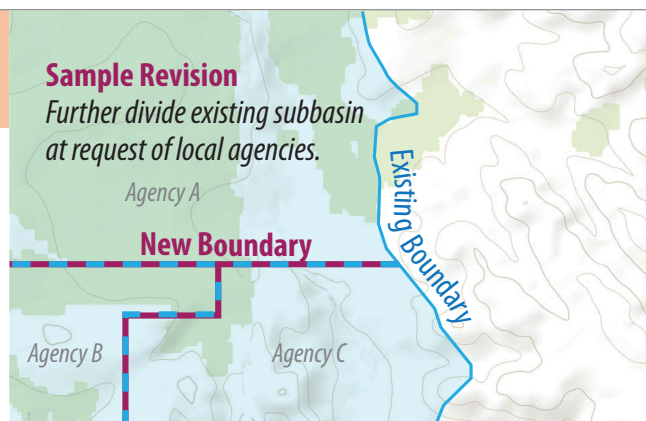 Sample Revision
Further divide existing subbasin
at request of local agencies.
Agency A
New Boundary
Existing Boundary
Agency B
Agency C